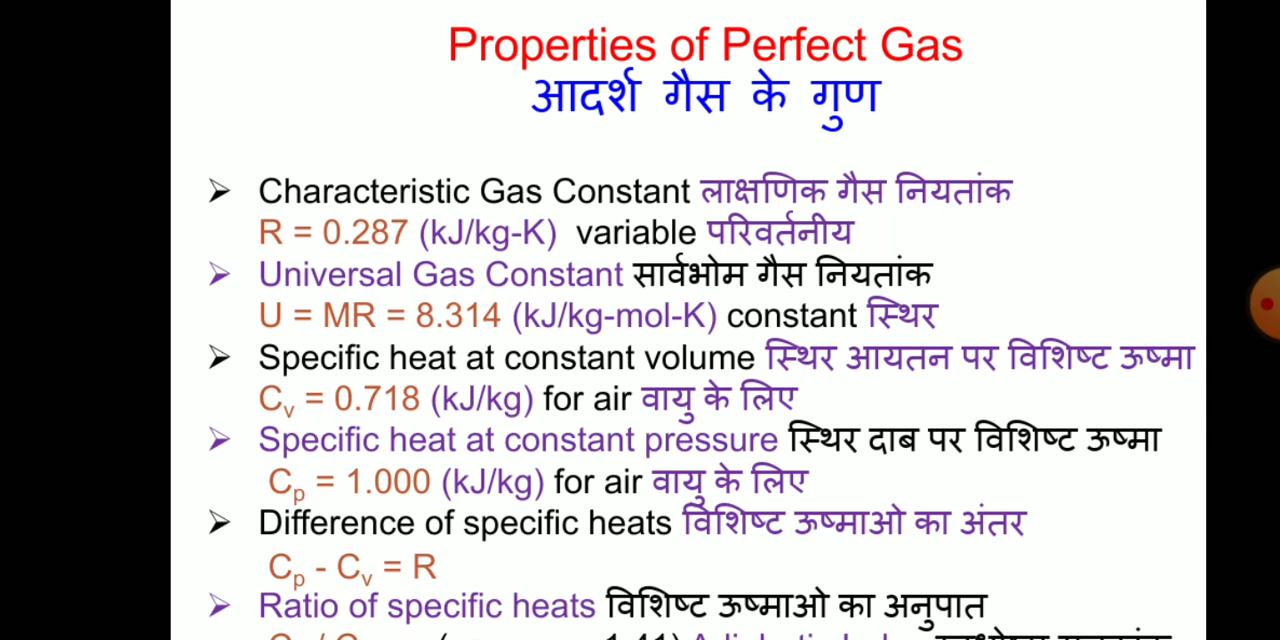 Properties of Perfect Gas
आदर्श गैस के गुण
➢ Characteristic Gas Constant लाक्षणिक गैस नियतांक
R = 0.287 (kJ/kg-K) variable परिवर्तनीय
➢ Universal Gas Constant सार्वभोम गैस नियतांक
U = MR = 8.314 (kJ/kg-mol-K) constant स्थिर
➢ Specific heat at constant volume स्थिर आयतन पर विशिष्ट ऊष्मा
Cv = 0.718 (kJ/kg) for air वायु के लिए
➢ Specific heat at constant pressure स्थिर दाब पर विशिष्ट ऊष्मा
Cp = 1.000 (kJ/kg) for air वायु के लिए
➢ Difference of specific heats विशिष्ट ऊष्माओ का अंतर
Cp - Cv = R
➢ Ratio of specific heats विशिष्ट ऊष्माओ का अनुपात